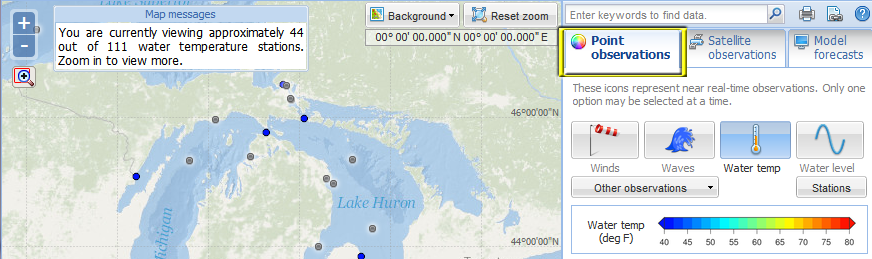 Lake Superior
Map messages
You are currently viewing approximately 44
out of 111 water temperature stations.
Zoom in to view more.
Background
Reset zoom
00° 00' 00.000" N 00° 00' 00.000" E
46°00'00"N
Lake Huron
Michigan
44°00'00"N
Enter keywords to find data.
Point
observations
Satellite
observations
Model
forecasts
These icons represent near real-time observations. Only one
option may be selected at a time.
Winds
Waves
Water temp
Water level
Other observations
Stations
Water temp
(deg F)
40 45 50 55 60 65 70 75 80